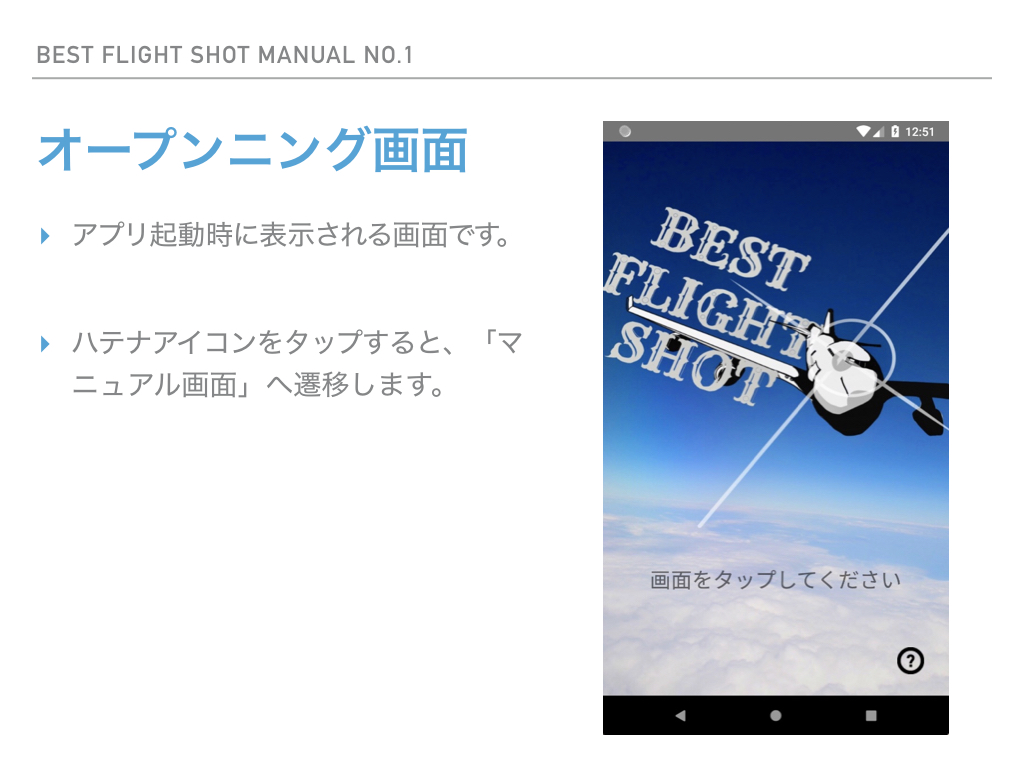 BEST FLIGHT SHOT MANUAL NO.1
オープンニング画面
アプリ起動時に表示される画面です。
ハテナアイコンをタップすると、「マ
ニュアル画面」へ遷移します。
12:51
BEST
FLIGHT
SHOT
画面をタップしてください
?